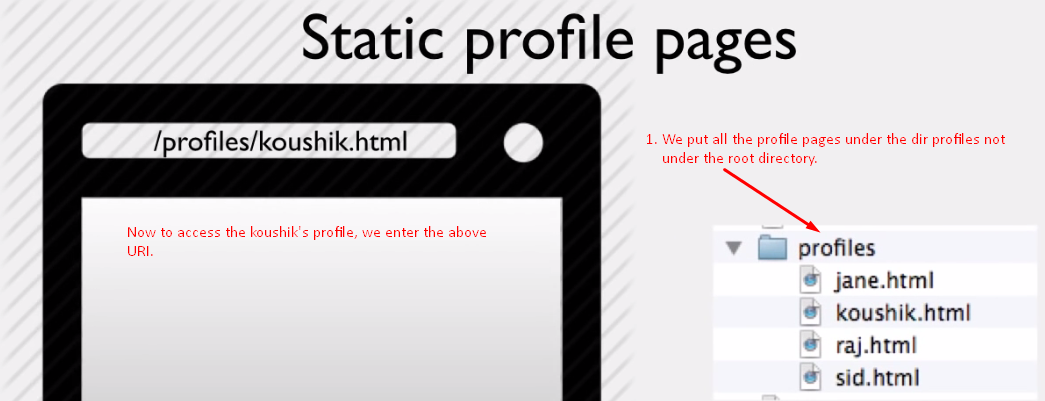 Static profile pages
/profiles/koushik.html
Now to access the koushik's profile, we enter the above
URI.
1. We put all the profile pages under the dir profiles not
under the root directory.
profiles
jane.html
koushik.html
raj.html
sid.html